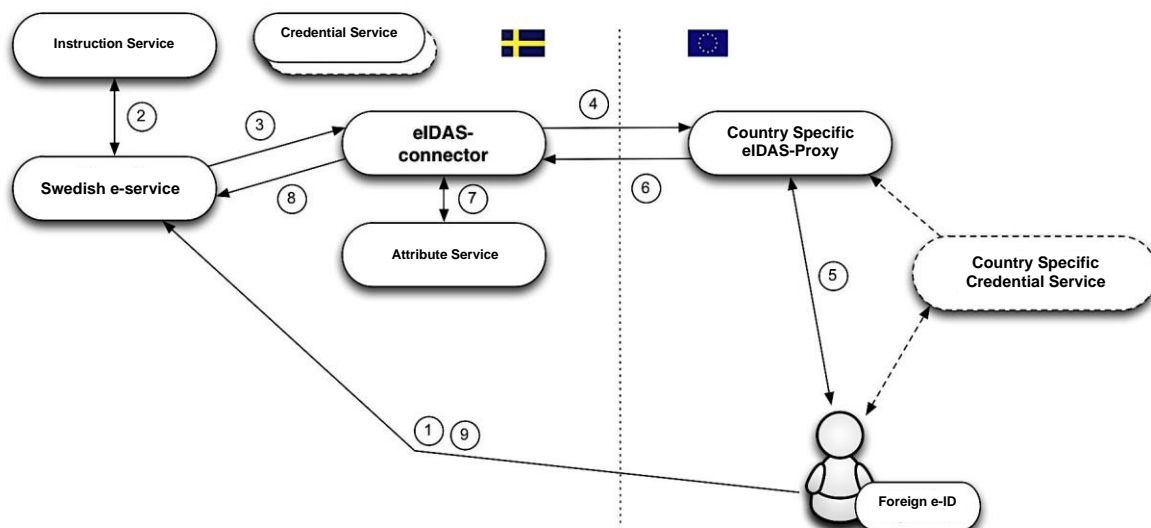 Instruction Service
Credential Service
2
3
4
eIDAS-
connector
Country Specific
eIDAS-Proxy
Swedish e-service
8
7
6
Attribute Service
5
Country Specific
Credential Service
1
9
Foreign e-ID